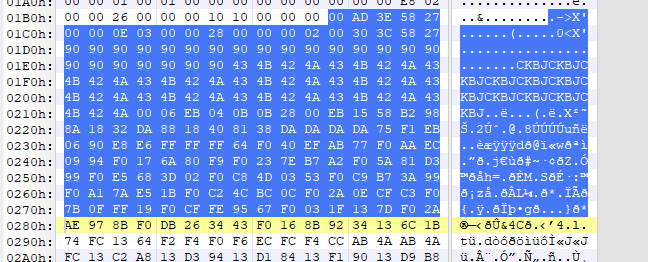 01A0h:
01B0h: 00 00 26 00 00 00 10 10 00 00 00 00 AD 3E 58 27 ..&.........­>X'
01C0h: 00 00 0E 03 00 00 28 00 00 00 02 00 30 3C 58 27 ......(.....0<X'
01D0h: 90 90 90 90 90 90 90 90 90 90 90 90 90 90 90 90 ................
01E0h: 90 90 90 90 90 90 90 43 4B 42 4A 43 4B 42 4A 43 .......CKBJCKBJC
01F0h: 4B 42 4A 43 4B 42 4A 43 4B 42 4A 43 4B 42 4A 43 KBJCKBJCKBJCKBJC
0200h: 4B 42 4A 43 4B 42 4A 43 4B 42 4A 43 4B 42 4A 43 KBJCKBJCKBJCKBJC
0210h: 4B 42 4A 00 06 EB 04 0B 0B 28 00 EB 15 58 B2 98 KBJ..ë...(.ë.X²˜
0220h: 8A 18 32 DA 88 18 40 81 38 DA DA DA DA 75 F1 EB Š.2Úˆ.@.8ÚÚÚÚuñë
0230h: 06 90 E8 E6 FF FF FF 64 F0 40 EF AB 77 F0 AA EC ..èæÿÿÿdð@ï«wðªì
0240h: 09 94 F0 17 6A 80 F9 F0 23 7E B7 A2 F0 5A 81 D3 .”ð.j€ùð#~·¢ðZ.Ó
0250h: 99 F0 E5 68 3D 02 F0 C8 4D 03 53 F0 C9 B7 3A 99 ™ðåh=.ðÈM.SðÉ·:™
0260h: F0 A1 7A E5 1B F0 C2 4C BC 0C F0 2A 0E CF C3 F0 ð¡zå.ðÂL¼.ð*.ÏÃð
0270h: 7B 0F FF 19 F0 CF FE 95 67 F0 03 1F 13 7D F0 2A {.ÿ.ðÏþ•gð...}ð*
0280h: AE 97 8B F0 DB 26 34 43 F0 16 8B 92 34 13 6C 1B ®—‹ðÛ&4Cð.‹’4.l.
0290h: 74 FC 13 64 F2 F4 F0 F6 EC FC F4 CC AB 4A AB 4A tü.dòôðöìüôÌ«J«J
02A0h: FC 13 C2 A8 13 D3 94 13 D1 84 13 F1 90 13 D9 B8 ü.Â¨.Ó”.Ñ„.ñ..Ù¸